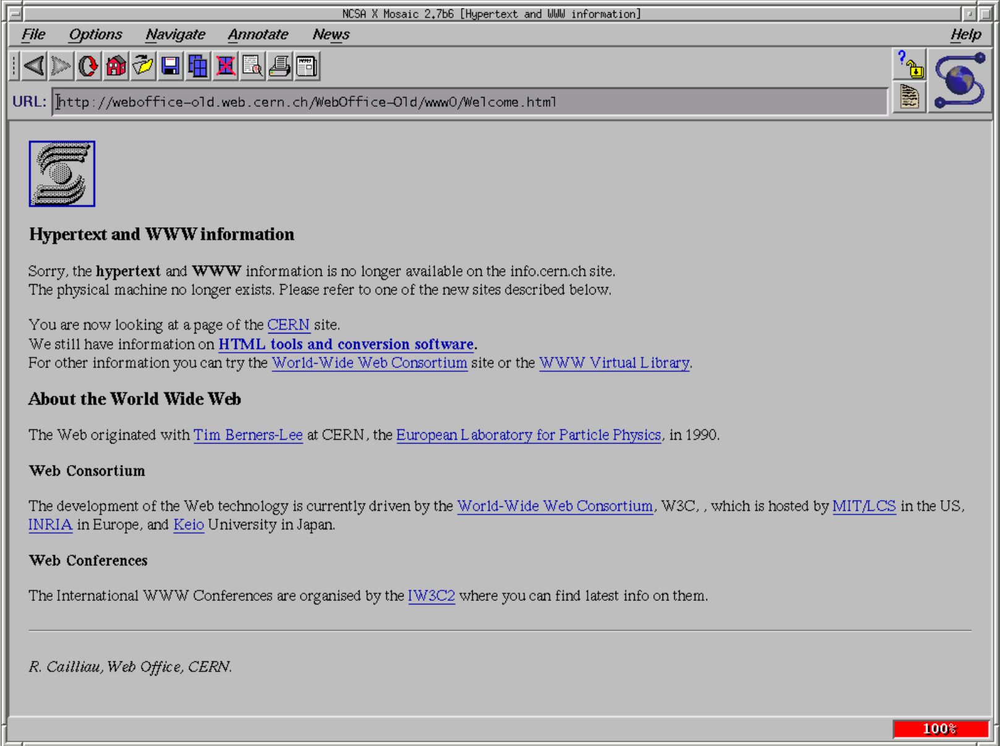 NCSA X Mosaic 2.7b6 [Hypertext and WWW information]
File Options Navigate Annotate News Help
URL: http://weboffice-old.web.cern.ch/WebOffice-Old/www0/Welcome.html
Hypertext and WWW information
Sorry, the hypertext and WWW information is no longer available on the info.cern.ch site.
The physical machine no longer exists. Please refer to one of the new sites described below.
You are now looking at a page of the CERN site.
We still have information on HTML tools and conversion software.
For other information you can try the World-Wide Web Consortium site or the WWW Virtual Library.
About the World Wide Web
The Web originated with Tim Berners-Lee at CERN, the European Laboratory for Particle Physics, in 1990.
Web Consortium
The development of the Web technology is currently driven by the World-Wide Web Consortium, W3C, , which is hosted by MIT/LCS in the US,
INRIA in Europe, and Keio University in Japan.
Web Conferences
The International WWW Conferences are organised by the IW3C2 where you can find latest info on them.
R. Cailliau, Web Office, CERN.
100%